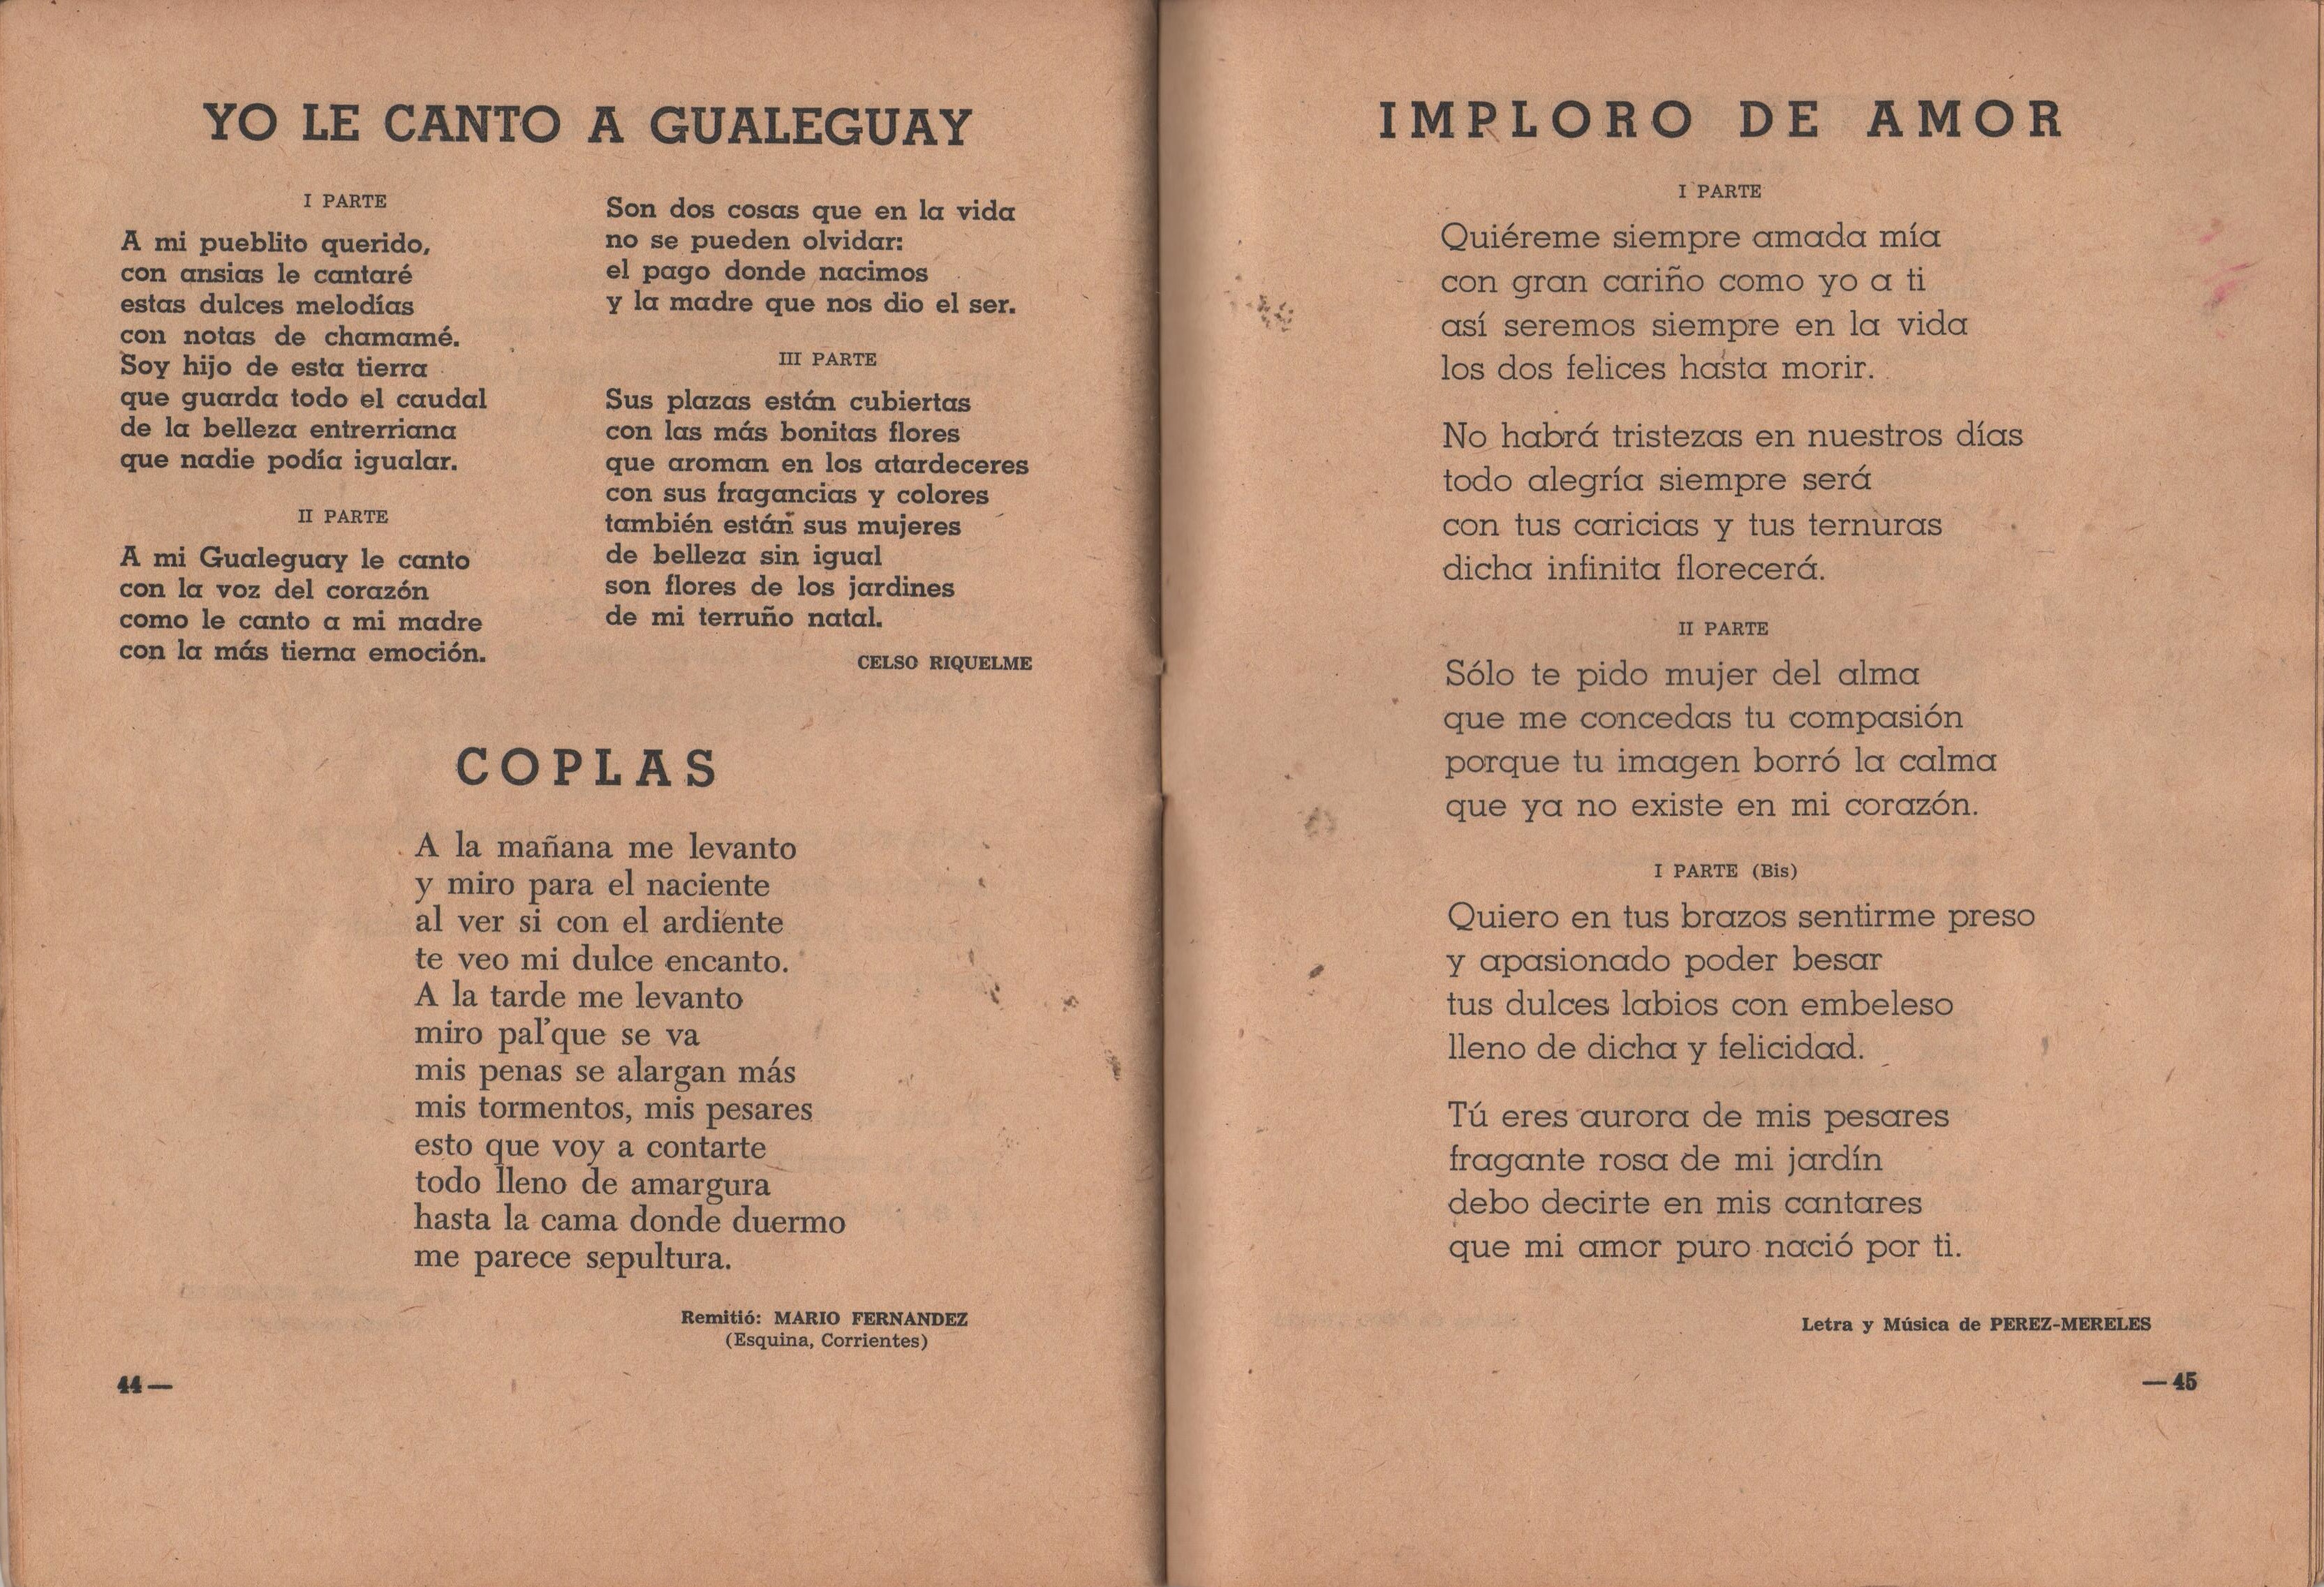 YO LE CANTO A GUALEGUAY
I PARTE
A mi pueblito querido,
con ansias le cantaré
estas dulces melodías
con notas de chamamé.
Soy hijo de esta tierra
que guarda todo el caudal
de la belleza entrerriana
que nadie podía igualar.
II PARTE
A mi Gualeguay le canto
con la voz del corazón
como le canto a mi madre
con la más tierna emoción.
Son dos cosas que en la vida
no se pueden olvidar:
el pago donde nacimos
y la madre que nos dio el ser.
III PARTE
Sus plazas están cubiertas
con las más bonitas flores
que aroman en los atardeceres
con sus fragancias y colores
también están sus mujeres
de belleza sin igual
son flores de los jardines
de mi terruño natal.
CELSO RIQUELME
COPLAS
A la mañana me levanto
y miro para el naciente
al ver si con el ardiente
te veo mi dulce encanto.
A la tarde me levanto
miro pal'que se va
mis penas se alargan más
mis tormentos, mis pesares
esto que voy a contarte
todo lleno de amargura
hasta la cama donde duermo
me parece sepultura.
Remitió: MARIO FERNANDEZ
(Esquina, Corrientes)
44 —
IMPLORO DE AMOR
I PARTE
Quiéreme siempre amada mía
con gran cariño como yo a ti
así seremos siempre en la vida
los dos felices hasta morir.
No habrá tristezas en nuestros días
todo alegría siempre será
con tus caricias y tus ternuras
dicha infinita florecerá.
II PARTE
Sólo te pido mujer del alma
que me concedas tu compasión
porque tu imagen borró la calma
que ya no existe en mi corazón.
I PARTE (Bis)
Quiero en tus brazos sentirme preso
y apasionado poder besar
tus dulces labios con embeleso
lleno de dicha y felicidad.
Tú eres aurora de mis pesares
fragante rosa de mi jardín
debo decirte en mis cantares
que mi amor puro nació por ti.
Letra y Música de PEREZ-MERELES
— 45